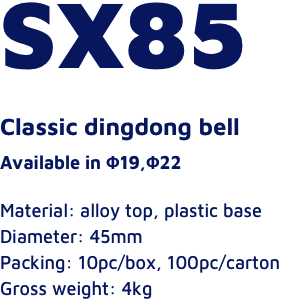 SX85
Classic dingdong bell
Available in Φ19,Φ22
Material: alloy top, plastic base
Diameter: 45mm
Packing: 10pc/box, 100pc/carton
Gross weight: 4kg